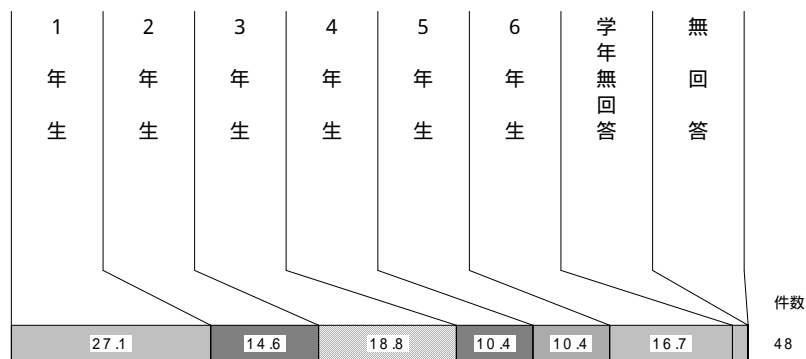 1年生
2年生
3年生
4年生
5年生
6年生
学年無回答
無回答
件数
27.1
14.6
18.8
10.4
10.4
16.7
48